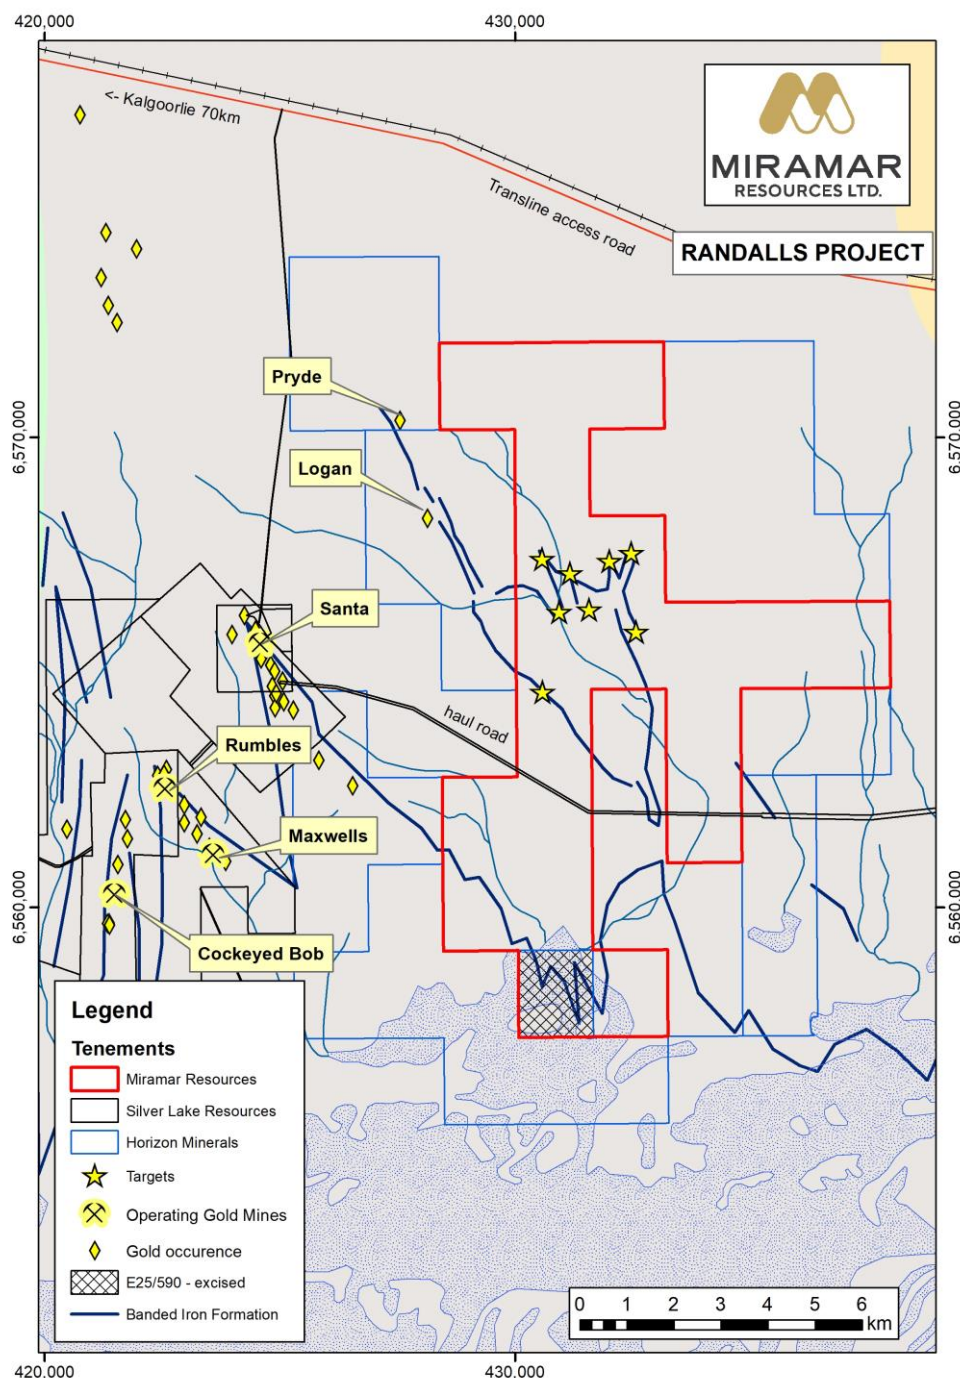 420,000
430,000
<- Kalgoorlie 70km
Transline access road
MIRAMAR
RESOURCES LTD.
RANDALLS PROJECT
Pryde
6,570,000
6,570,000
Logan
Santa
haul road
Rumbles
Maxwells
6,560,000
6,560,000
Cockeyed Bob
Legend
Tenements
Miramar Resources
Silver Lake Resources
Horizon Minerals
Targets
Operating Gold Mines
Gold occurence
E25/590 - excised
Banded Iron Formation
0 1 2 3 4 5 6
km
420,000
430,000